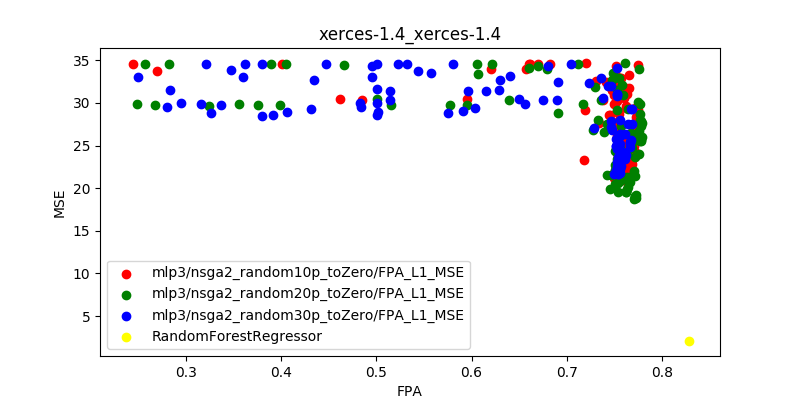 xerces-1.4_xerces-1.4
35
30
25
20
15
10
5
MSE
mlp3/nsga2_random10p_toZero/FPA_L1_MSE
mlp3/nsga2_random20p_toZero/FPA_L1_MSE
mlp3/nsga2_random30p_toZero/FPA_L1_MSE
RandomForestRegressor
0.3 0.4 0.5 0.6 0.7 0.8
FPA